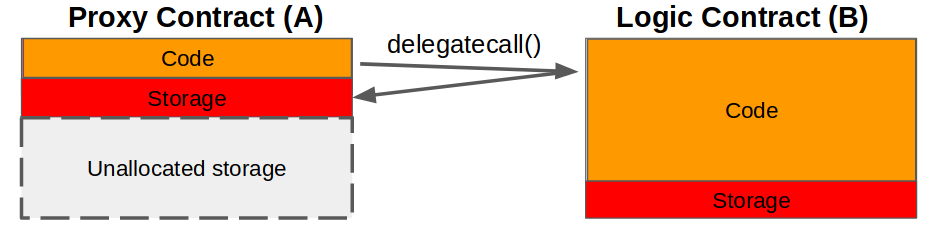 Proxy Contract (A)
Logic Contract (B)
delegatecall()
Code
Storage
Unallocated storage
Code
Storage